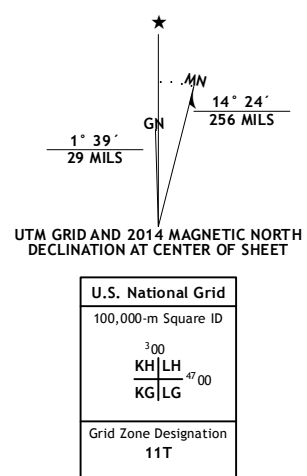 ★
MN
14° 24´
256 MILS
GN
1° 39´
29 MILS
UTM GRID AND 2014 MAGNETIC NORTH
DECLINATION AT CENTER OF SHEET
U.S. National Grid
100,000-m Square ID
³00
KH LH
⁴⁷00
KG LG
Grid Zone Designation
11T